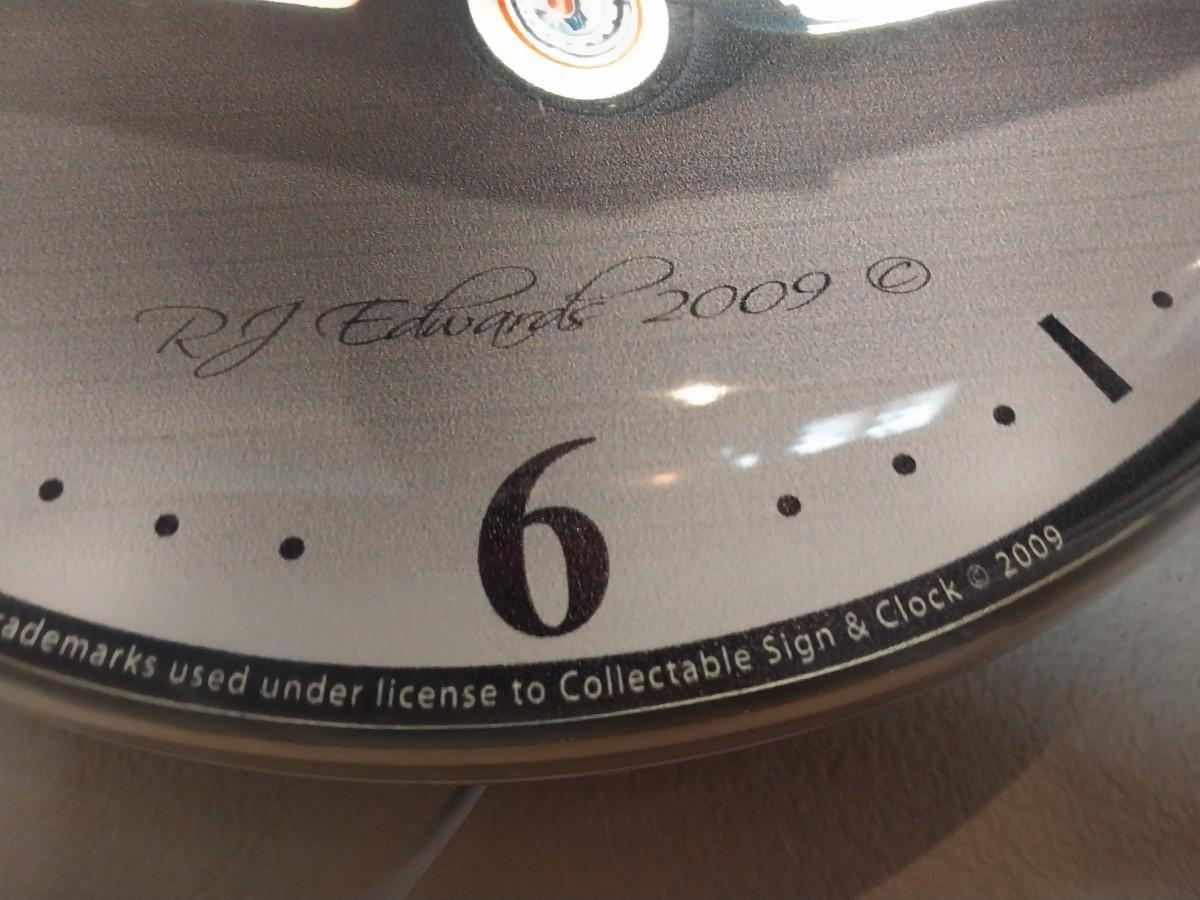 RJ Edwards 2009 ©
6
rademarks used under license to Collectable Sign & Clock © 2009